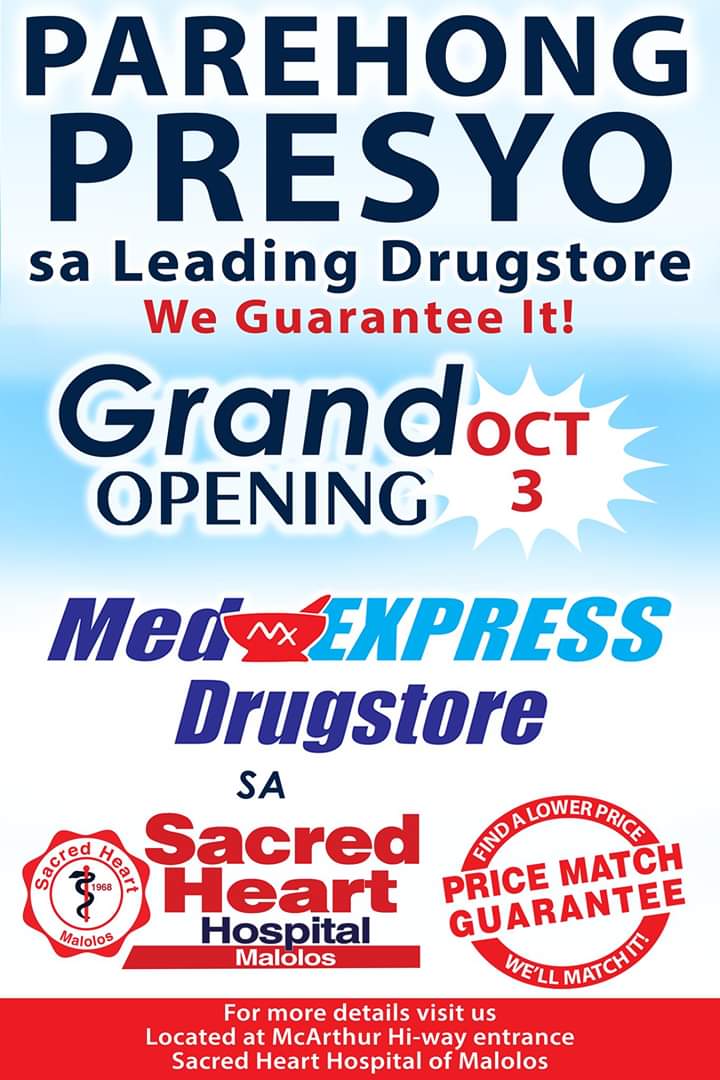 PAREHONG
PRESYO
sa Leading Drugstore
We Guarantee It!
Grand
OPENING
OCT
3
Med MX EXPRESS
Drugstore
SA
Sacred Heart
1968
Malolos
Sacred
Heart
Hospital
Malolos
FIND A LOWER PRICE
PRICE MATCH
GUARANTEE
WE'LL MATCH IT!
For more details visit us
Located at McArthur Hi-way entrance
Sacred Heart Hospital of Malolos